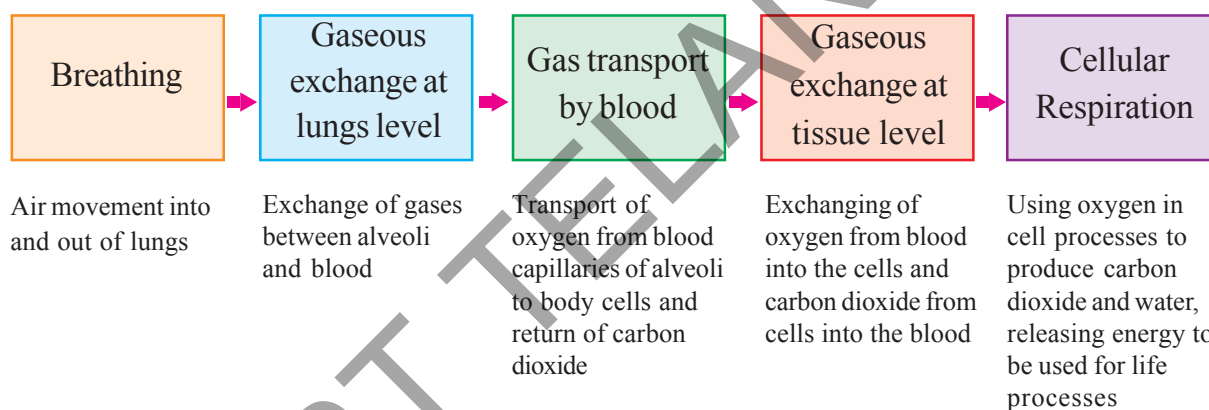 Breathing
Gaseous
exchange at
lungs level
Gas transport
by blood
Gaseous
exchange at
tissue level
Cellular
Respiration
Air movement into
and out of lungs
Exchange of gases
between alveoli
and blood
Transport of
oxygen from blood
capillaries of alveoli
to body cells and
return of carbon
dioxide
Exchanging of
oxygen from blood
into the cells and
carbon dioxide from
cells into the blood
Using oxygen in
cell processes to
produce carbon
dioxide and water,
releasing energy to
be used for life
processes